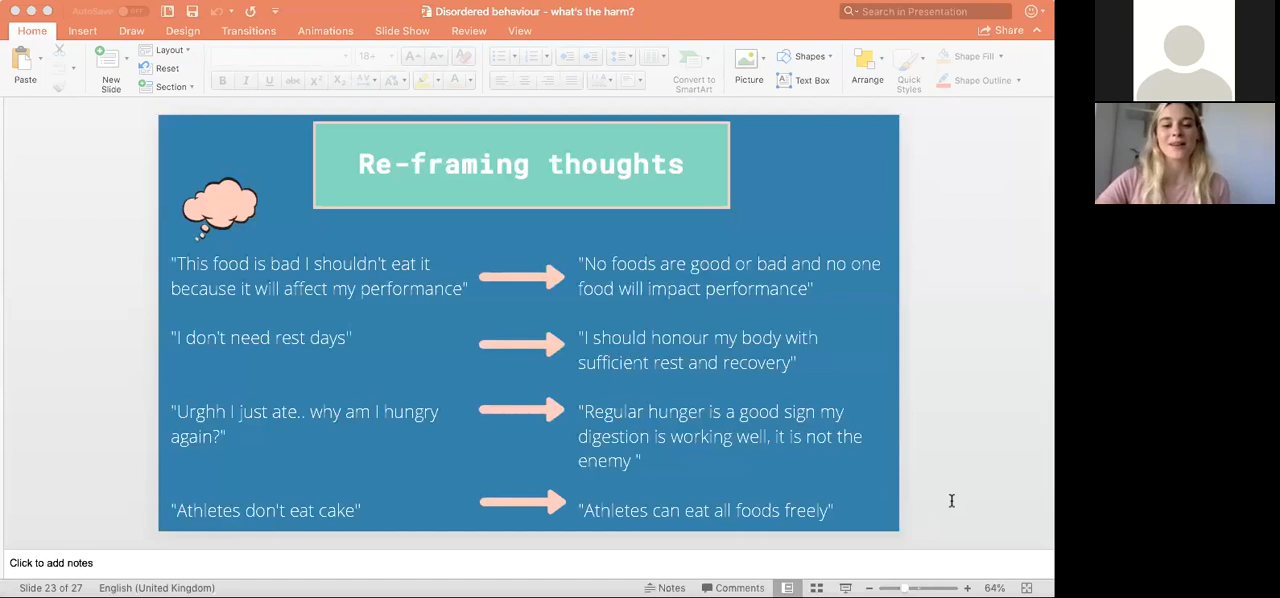 AutoSave OFF
Disordered behaviour - what's the harm?
Search in Presentation
Home Insert Draw Design Transitions Animations Slide Show Review View
Share
Paste
New
Slide
Layout
Reset
Section
18+
Convert to
SmartArt
Picture
Shapes
Text Box
Arrange
Quick
Styles
Shape Fill
Shape Outline
Re-framing thoughts
"This food is bad I shouldn't eat it
because it will affect my performance"
"No foods are good or bad and no one
food will impact performance"
"I don't need rest days"
"I should honour my body with
sufficient rest and recovery"
"Urghh I just ate.. why am I hungry
again?"
"Regular hunger is a good sign my
digestion is working well, it is not the
enemy "
"Athletes don't eat cake"
"Athletes can eat all foods freely"
Click to add notes
Slide 23 of 27 English (United Kingdom) Notes Comments 64%